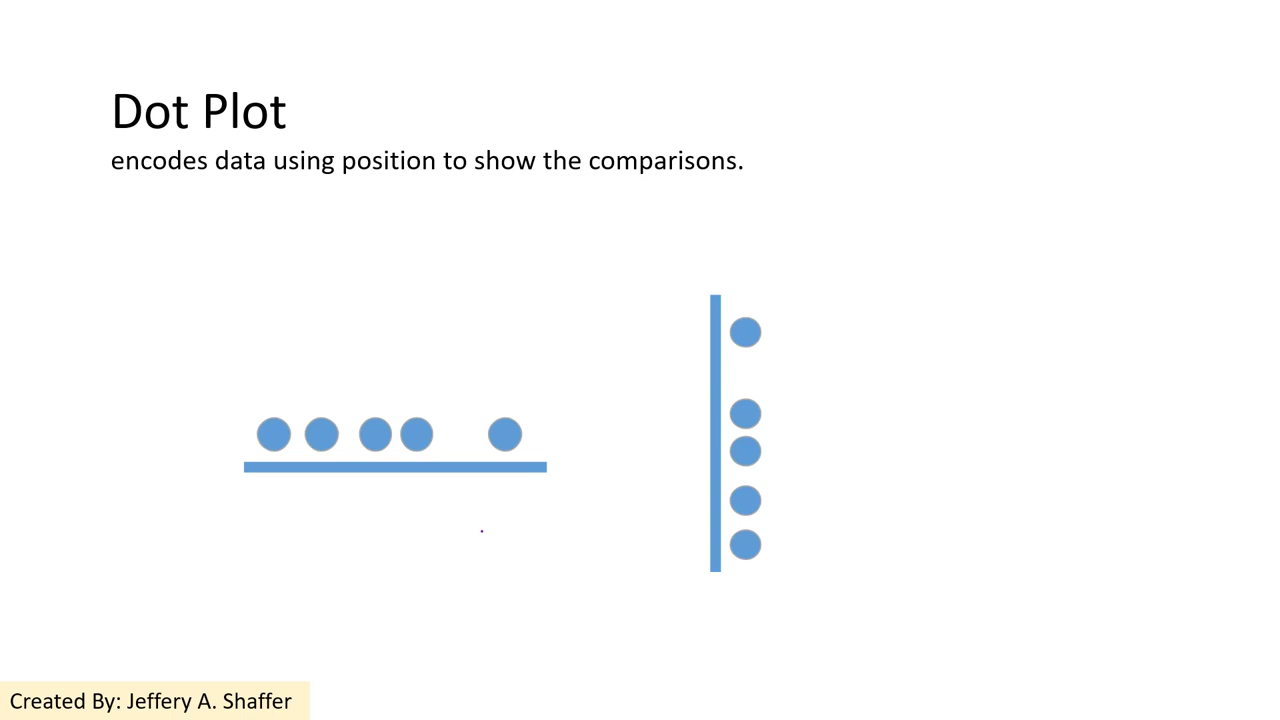 Dot Plot
encodes data using position to show the comparisons.
Created By: Jeffery A. Shaffer